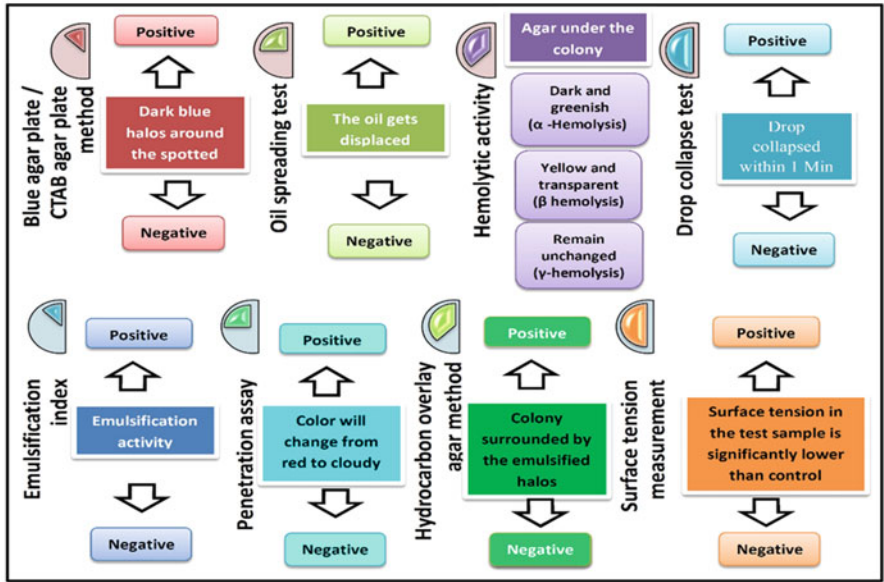 Blue agar plate /
CTAB agar plate
method
Positive
Dark blue
halos around
the spotted
Negative
Oil spreading test
Positive
The oil gets
displaced
Negative
Hemolytic activity
Agar under the
colony
Dark and
greenish
(α -Hemolysis)
Yellow and
transparent
(β hemolysis)
Remain
unchanged
(γ-hemolysis)
Drop collapse test
Positive
Drop
collapsed
within 1 Min
Negative
Emulsification
index
Positive
Emulsification
activity
Negative
Penetration assay
Positive
Color will
change from
red to cloudy
Negative
Hydrocarbon overlay
agar method
Positive
Colony
surrounded by
the emulsified
halos
Negative
Surface tension
measurement
Positive
Surface tension in
the test sample is
significantly lower
than control
Negative